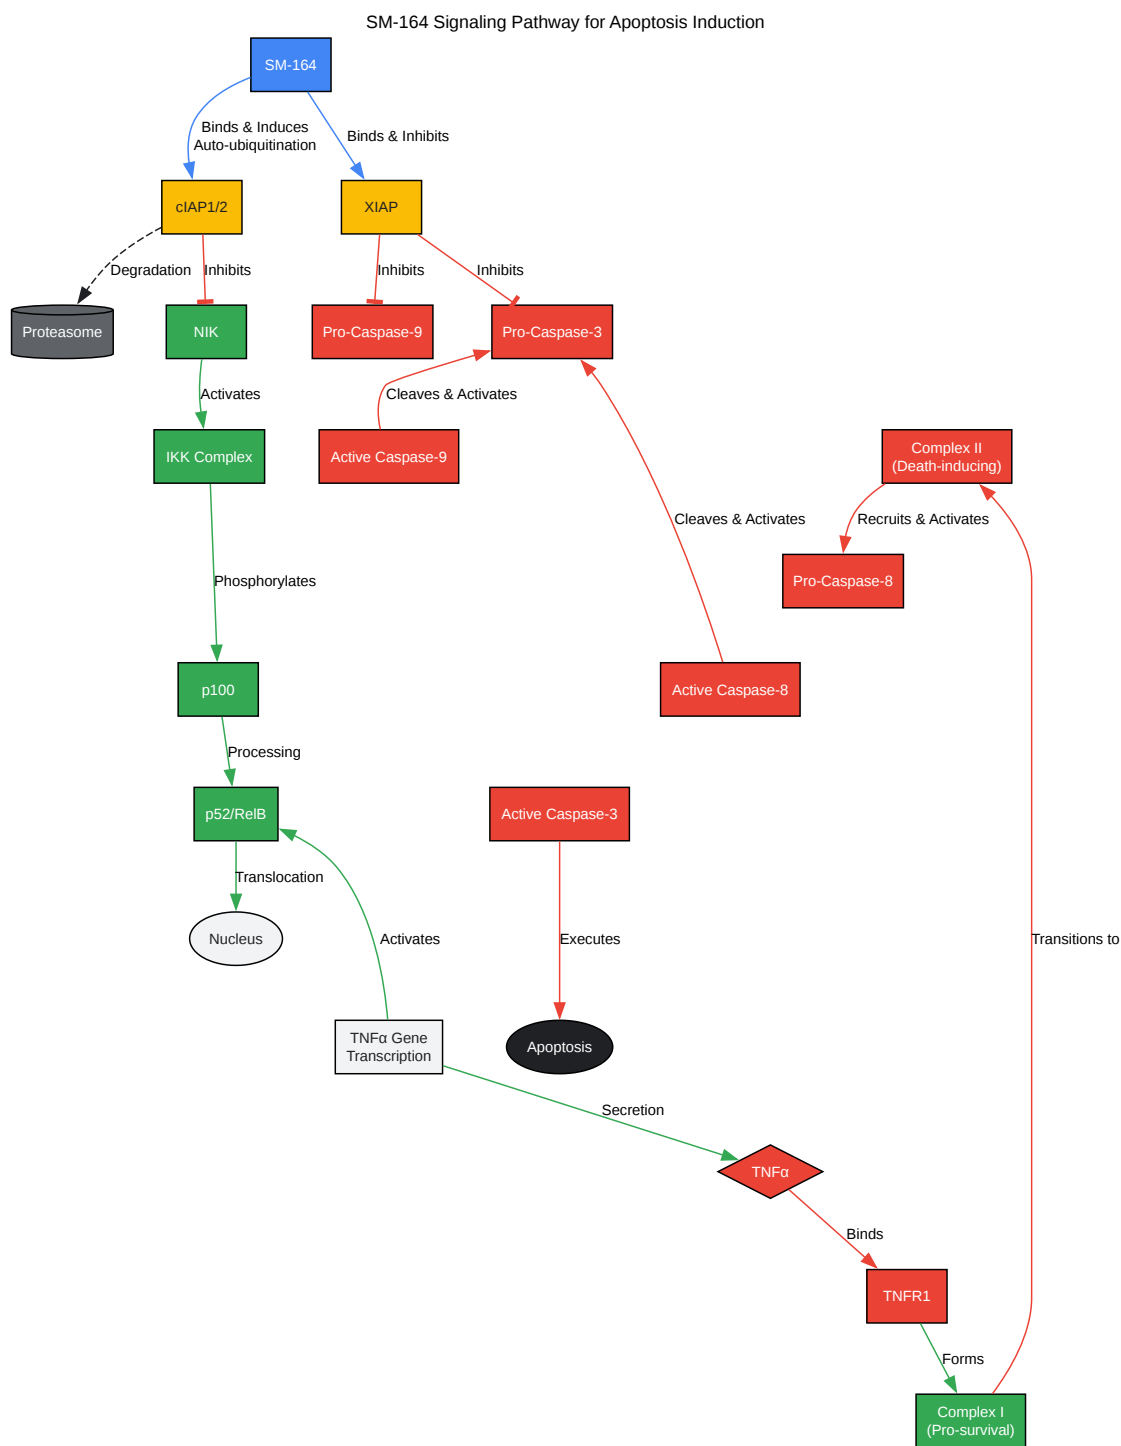 SM-164 Signaling Pathway for Apoptosis Induction
SM-164
Binds & Induces
Auto-ubiquitination
Binds & Inhibits
cIAP1/2
XIAP
Degradation
Inhibits
Inhibits
Inhibits
Proteasome
NIK
Pro-Caspase-9
Pro-Caspase-3
Activates
Cleaves & Activates
IKK Complex
Active Caspase-9
Complex II
(Death-inducing)
Cleaves & Activates
Recruits & Activates
Phosphorylates
Pro-Caspase-8
p100
Active Caspase-8
Processing
p52/RelB
Active Caspase-3
Translocation
Nucleus
Activates
Executes
Transitions to
TNFα Gene
Transcription
Apoptosis
Secretion
TNFα
Binds
TNFR1
Forms
Complex I
(Pro-survival)